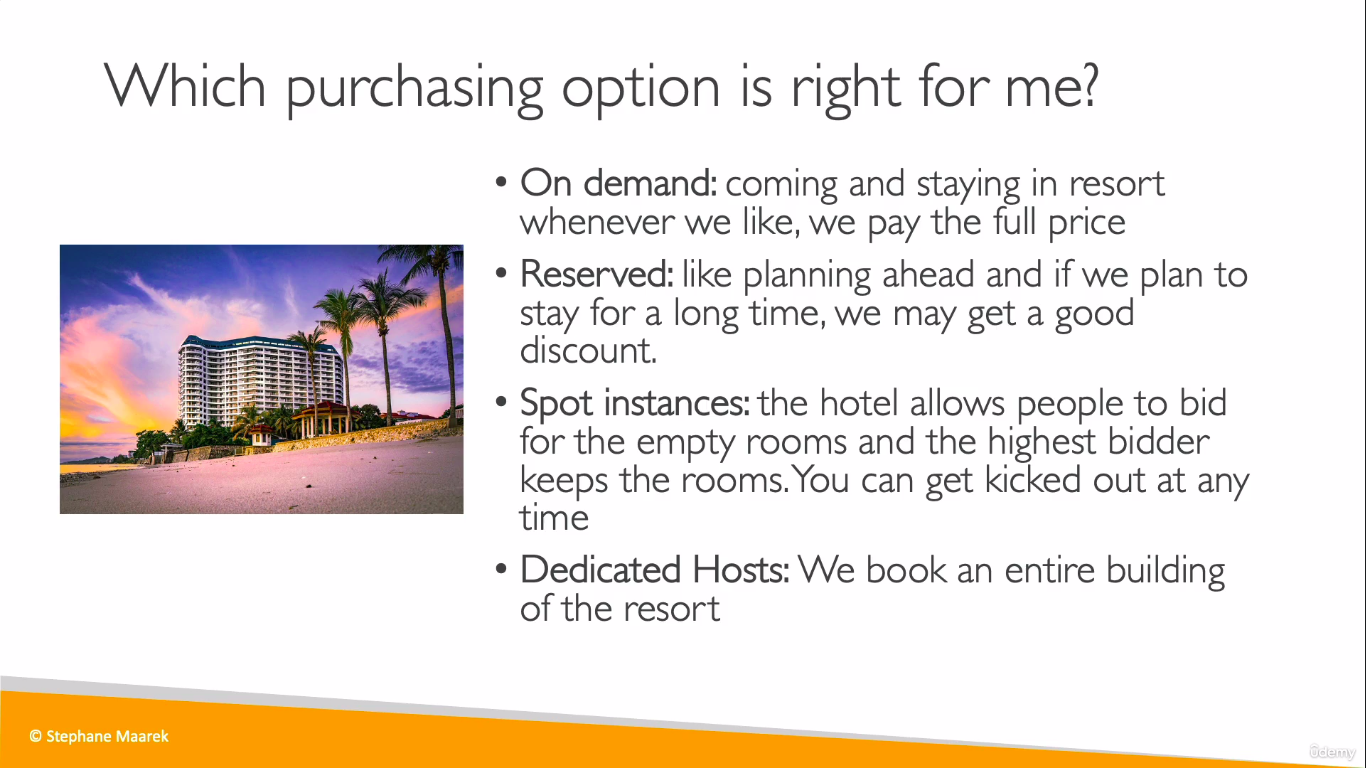 Which purchasing option is right for me?
• On demand: coming and staying in resort
whenever we like, we pay the full price
• Reserved: like planning ahead and if we plan to
stay for a long time, we may get a good
discount.
• Spot instances: the hotel allows people to bid
for the empty rooms and the highest bidder
keeps the rooms. You can get kicked out at any
time
• Dedicated Hosts: We book an entire building
of the resort
© Stephane Maarek
ûdemy